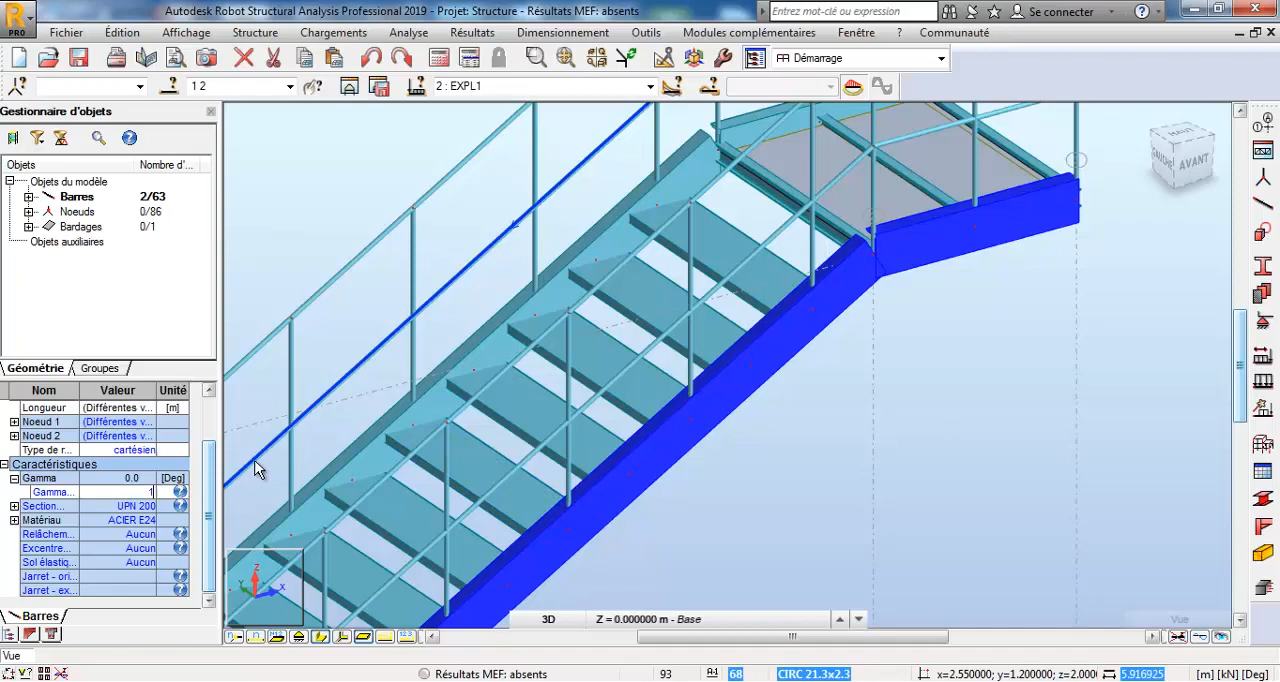 Autodesk Robot Structural Analysis Professional 2019 - Projet: Structure - Résultats MEF: absents
Entrez mot-clé ou expression
Se connecter
PRO
Fichier Édition Affichage Structure Chargements Analyse Résultats Dimensionnement Outils Modules complémentaires Fenêtre ? Communauté
Démarrage
1 2
2 : EXPL1
Gestionnaire d'objets
Objets Nombre d'...
Objets du modèle
Barres 2/63
Noeuds 0/86
Bardages 0/1
Objets auxiliaires
HAUT
GAUCHE AVANT
Géométrie Groupes
Nom Valeur Unité
Longueur (Différentes v... [m]
Noeud 1 (Différentes v...
Noeud 2 (Différentes v...
Type de r... cartésien
Caractéristiques
Gamma 0.0 [Deg]
Gamma... 1
Section... UPN 200
Matériau ACIER E24
Relâchem... Aucun
Excentre... Aucun
Sol élastiq... Aucun
Jarret - ori...
Jarret - ex...
Z
Y
X
Barres
3D Z = 0.000000 m - Base
Vue
Vue
Résultats MEF: absents 93 68 CIRC 21.3x2.3 x=2.550000; y=1.200000; z=2.000 5.916925 [m] [kN] [Deg]